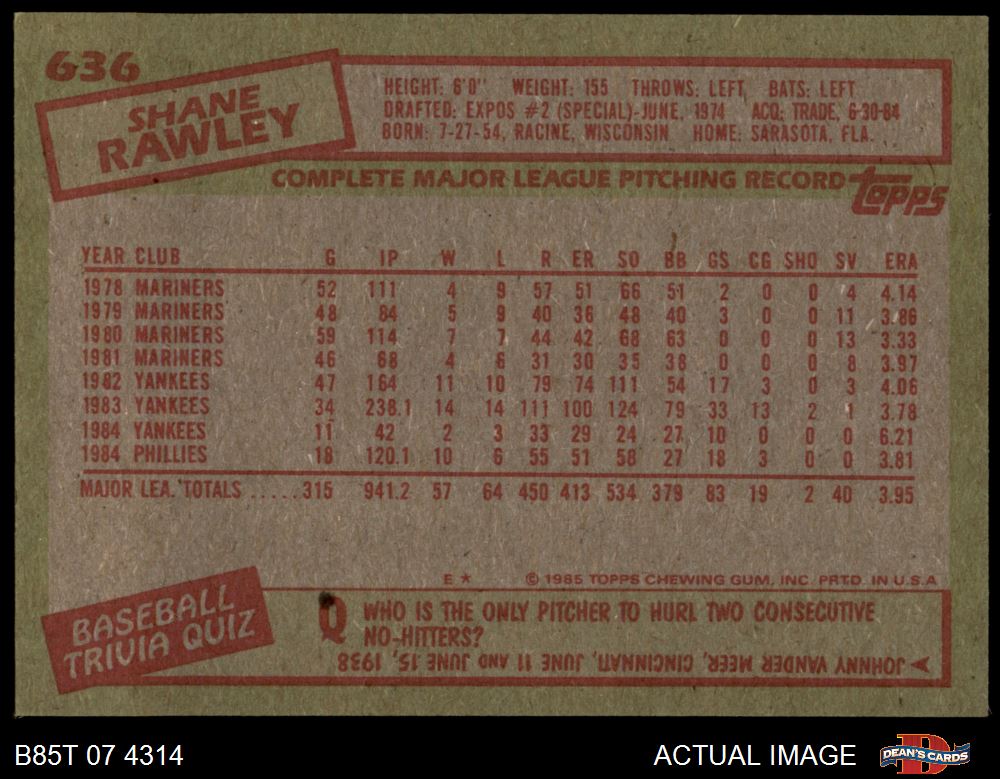 636
SHANE
RAWLEY
HEIGHT: 6'0" WEIGHT: 155 THROWS: LEFT BATS: LEFT
DRAFTED: EXPOS #2 (SPECIAL)-JUNE, 1974 ACQ: TRADE, 6-30-84
BORN: 7-27-54, RACINE, WISCONSIN HOME: SARASOTA, FLA.
COMPLETE MAJOR LEAGUE PITCHING RECORD topps
YEAR CLUB G IP W L R ER SO BB GS CG SHO SV ERA
1978 MARINERS 52 111 4 9 57 51 66 51 2 0 0 4 4.14
1979 MARINERS 48 84 5 9 40 36 48 40 3 0 0 11 3.86
1980 MARINERS 59 114 7 7 44 42 68 63 0 0 0 13 3.33
1981 MARINERS 46 68 4 6 31 30 35 38 0 0 0 8 3.97
1982 YANKEES 47 164 11 10 79 74 111 54 17 3 0 3 4.06
1983 YANKEES 34 238.1 14 14 111 100 124 79 33 13 2 1 3.78
1984 YANKEES 11 42 2 3 33 29 24 27 10 0 0 0 6.21
1984 PHILLIES 18 120.1 10 6 55 51 58 27 18 3 0 0 3.81
MAJOR LEA. TOTALS .....315 941.2 57 64 450 413 534 379 83 19 2 40 3.95
E * © 1985 TOPPS CHEWING GUM, INC. PRTD. IN U.S.A
BASEBALL
TRIVIA QUIZ
Q WHO IS THE ONLY PITCHER TO HURL TWO CONSECUTIVE
NO-HITTERS?
A JOHNNY VANDER MEER, CINCINNATI, JUNE 11 AND JUNE 15, 1938
B85T 07 4314
ACTUAL IMAGE
D
DEAN'S CARDS